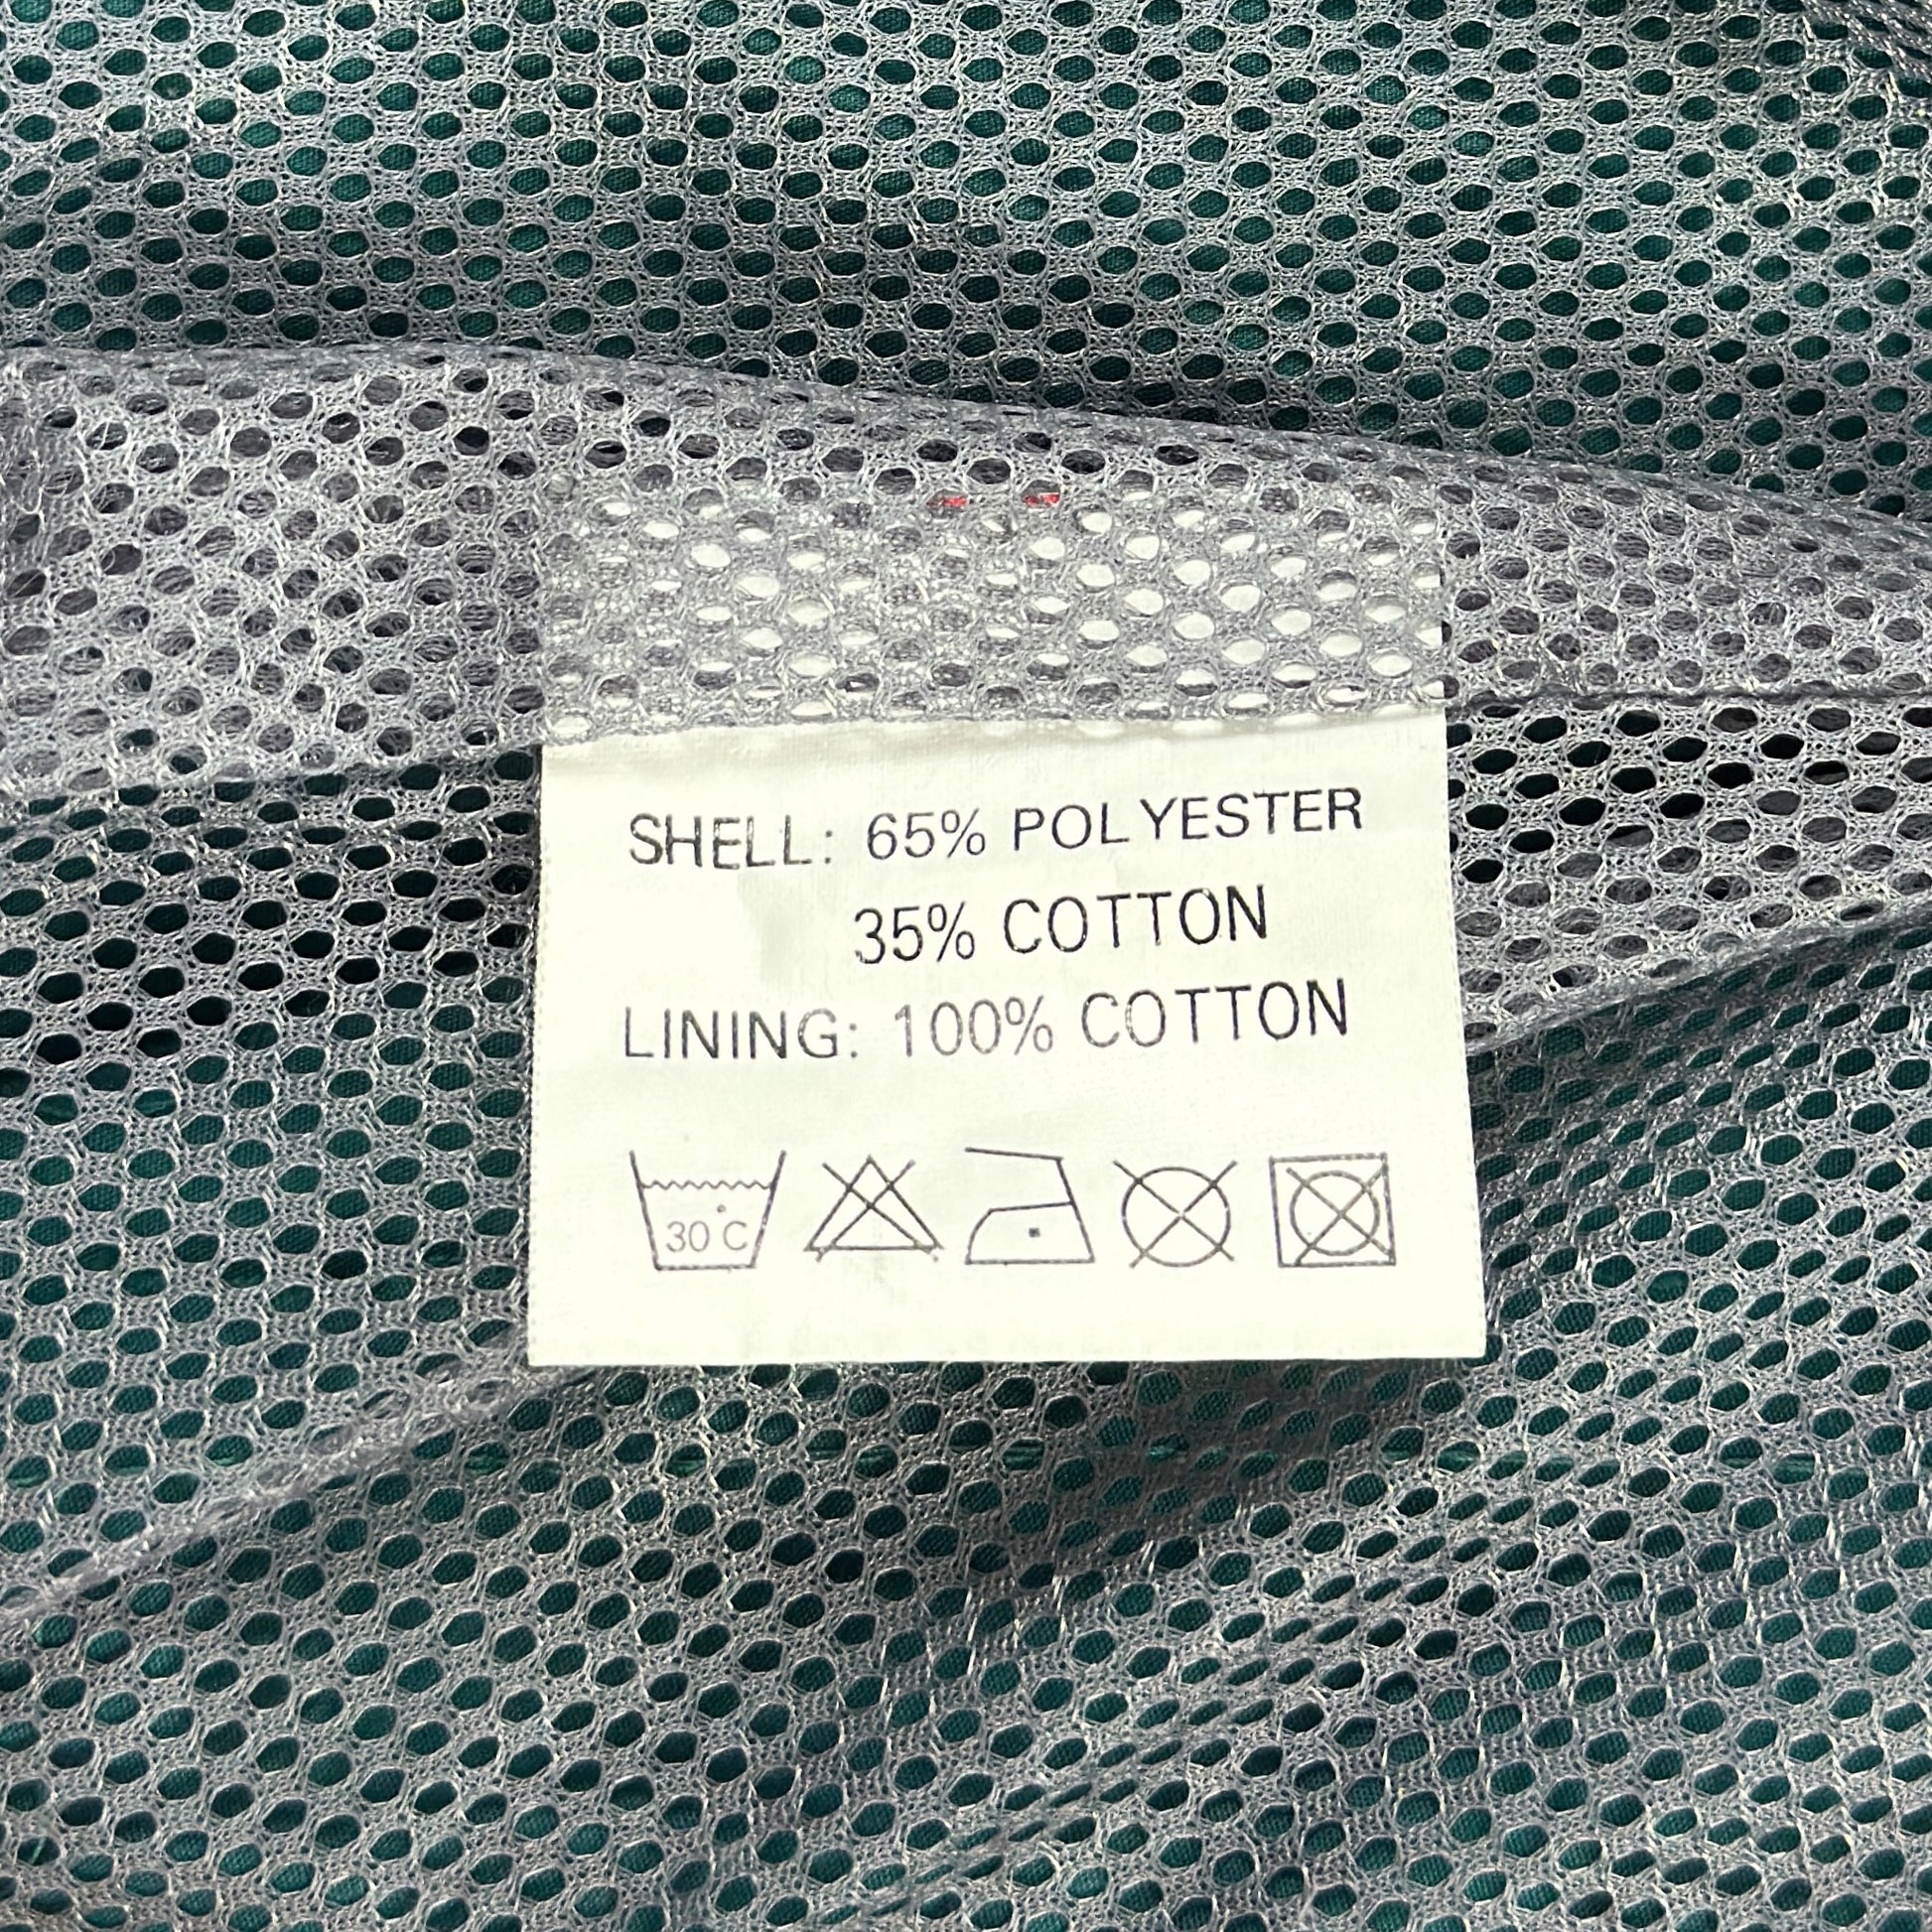 SHELL: 65% POLYESTER
35% COTTON
LINING: 100% COTTON
30°C